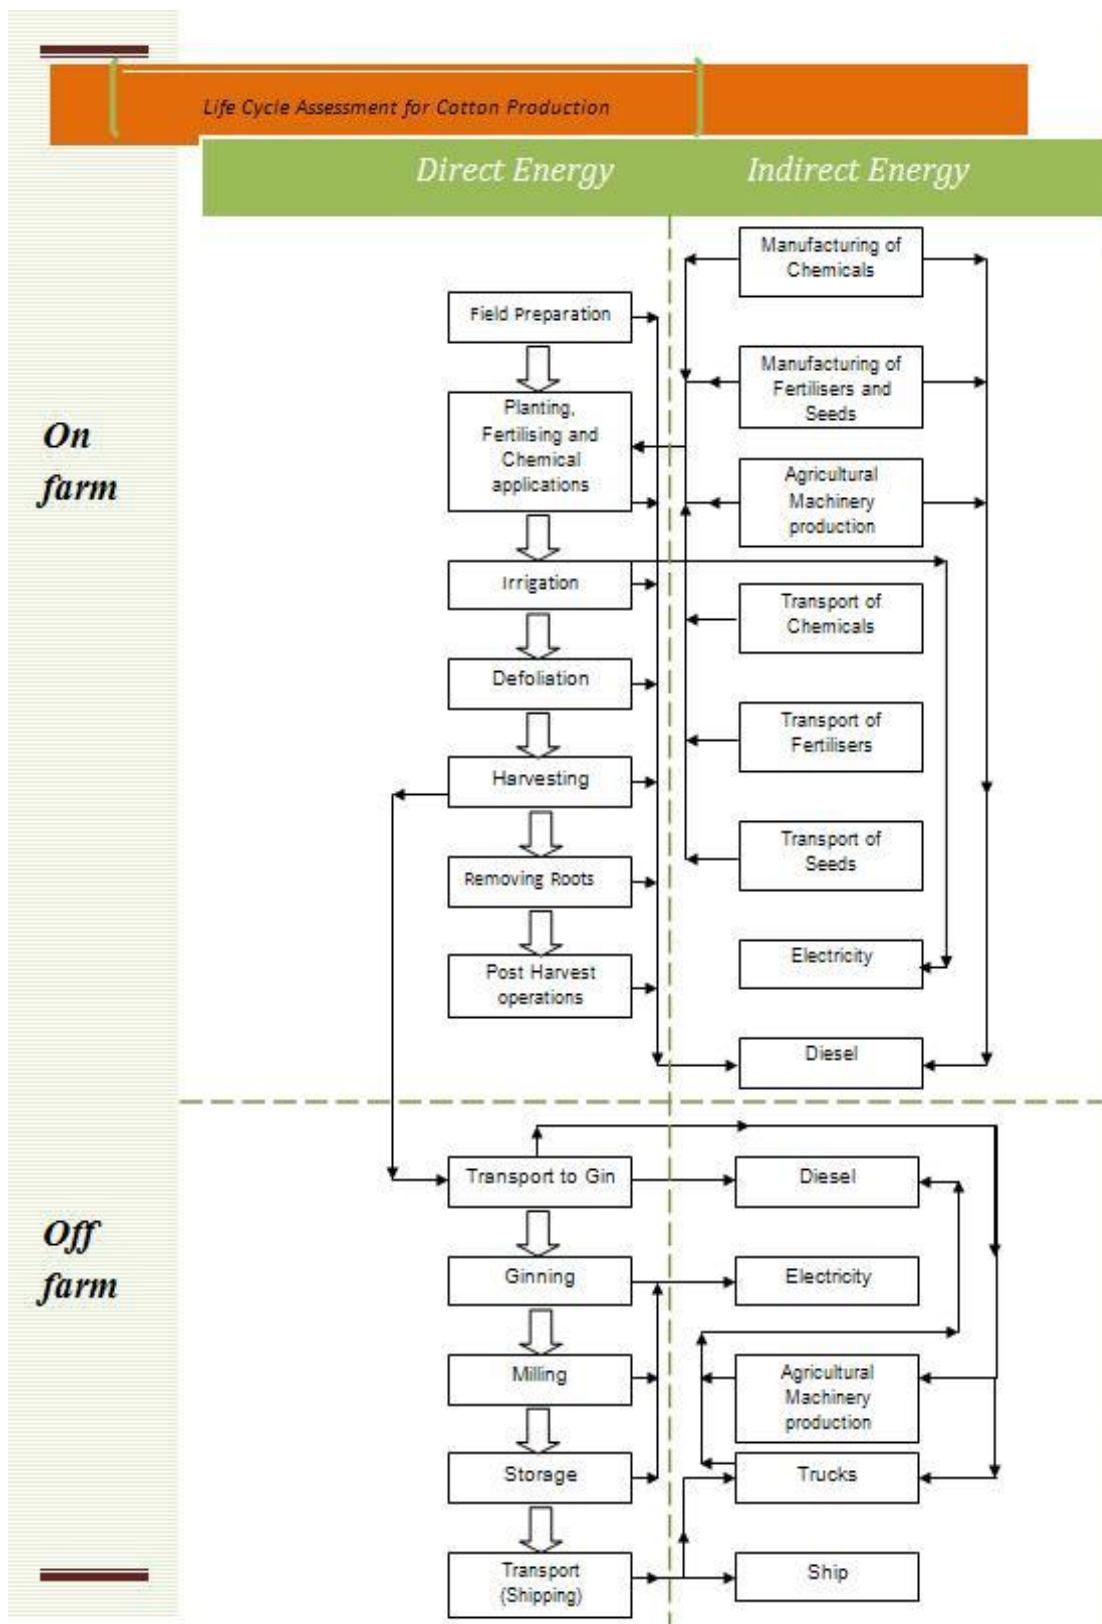 Life Cycle Assessment for Cotton Production
Direct Energy
Indirect Energy
On
farm
Field Preparation
Planting,
Fertilising and
Chemical
applications
Irrigation
Defoliation
Harvesting
Removing Roots
Post Harvest
operations
Manufacturing of
Chemicals
Manufacturing of
Fertilisers and
Seeds
Agricultural
Machinery
production
Transport of
Chemicals
Transport of
Fertilisers
Transport of
Seeds
Electricity
Diesel
Off
farm
Transport to Gin
Ginning
Milling
Storage
Transport
(Shipping)
Diesel
Electricity
Agricultural
Machinery
production
Trucks
Ship